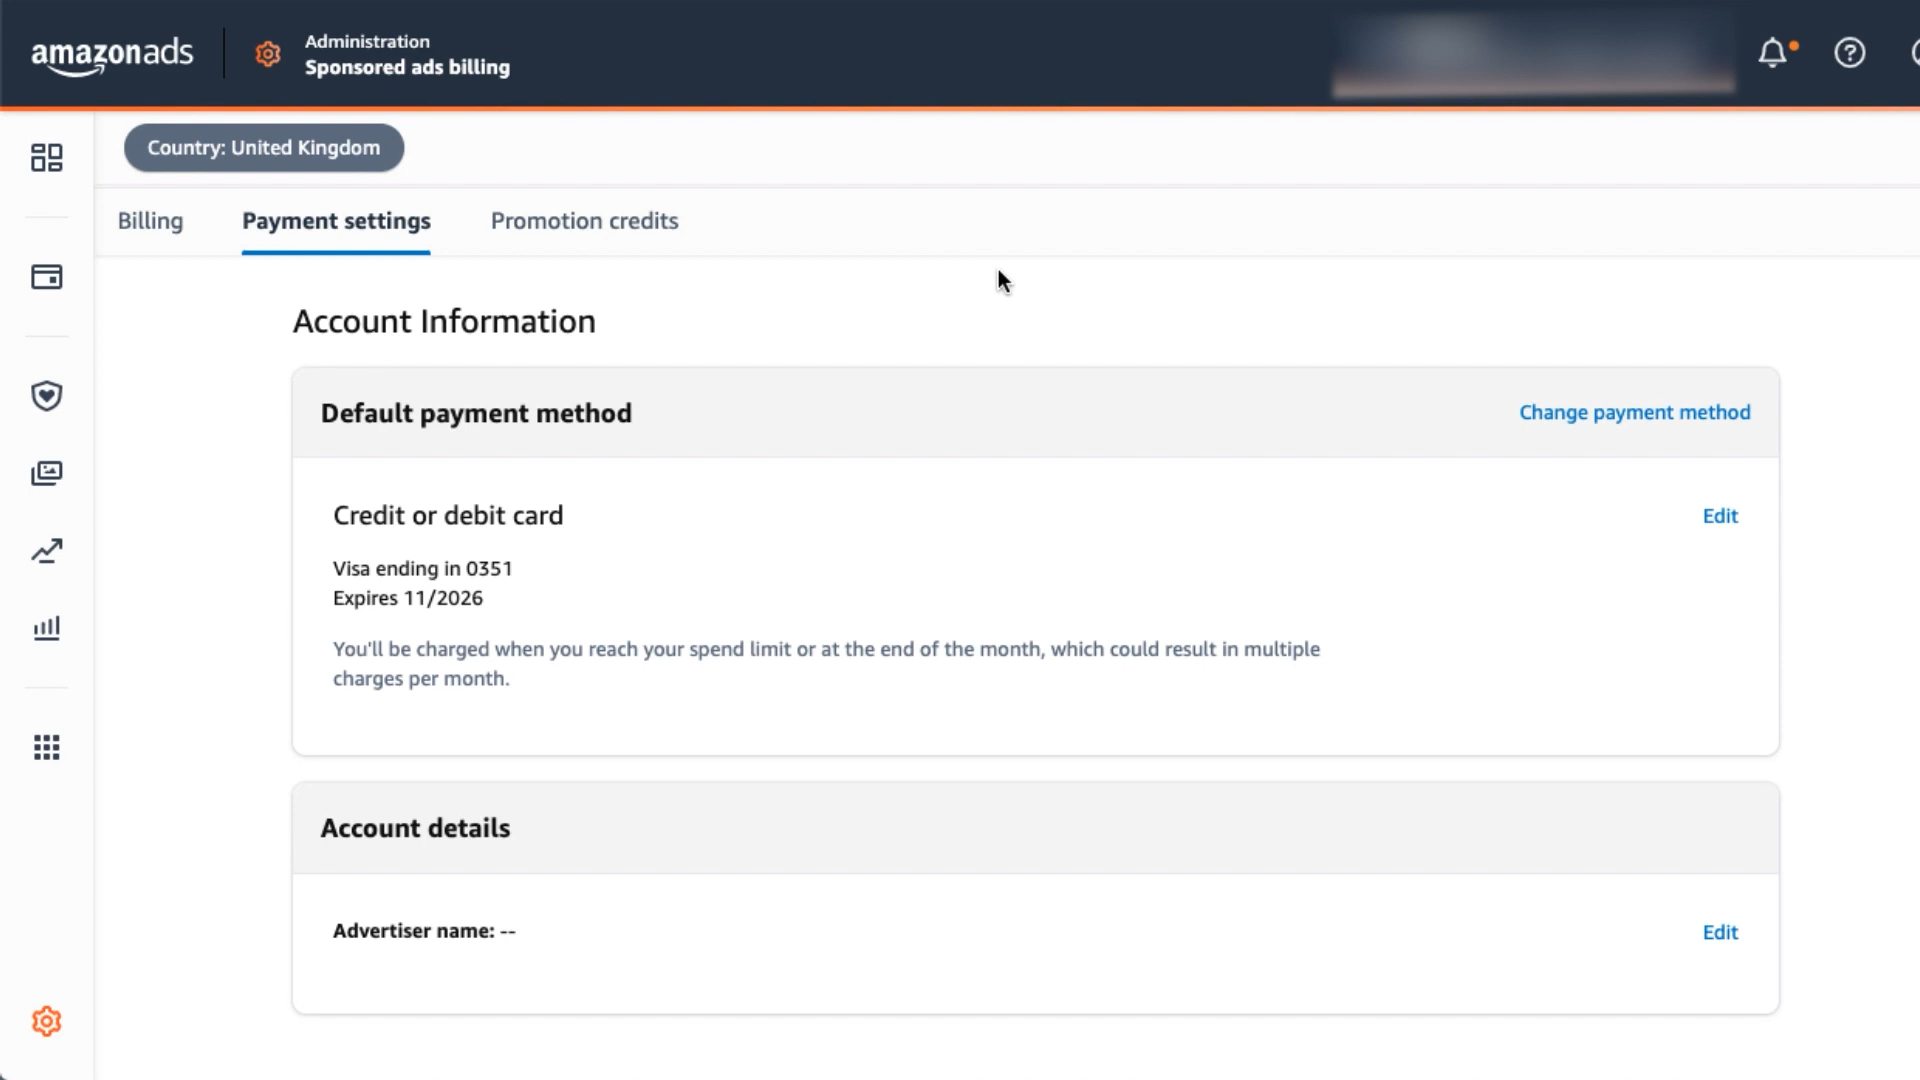 amazonads
Administration
Sponsored ads billing
Country: United Kingdom
Billing
Payment settings
Promotion credits
Account Information
Default payment method
Change payment method
Credit or debit card
Edit
Visa ending in 0351
Expires 11/2026
You'll be charged when you reach your spend limit or at the end of the month, which could result in multiple
charges per month.
Account details
Advertiser name: --
Edit